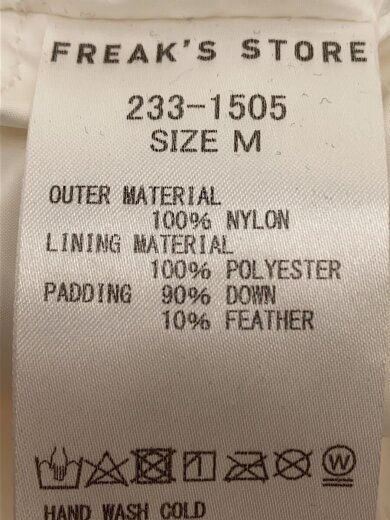 FREAK'S STORE
233-1505
SIZE M
OUTER MATERIAL
100% NYLON
LINING MATERIAL
100% POLYESTER
PADDING 90% DOWN
10% FEATHER
W
HAND WASH COLD